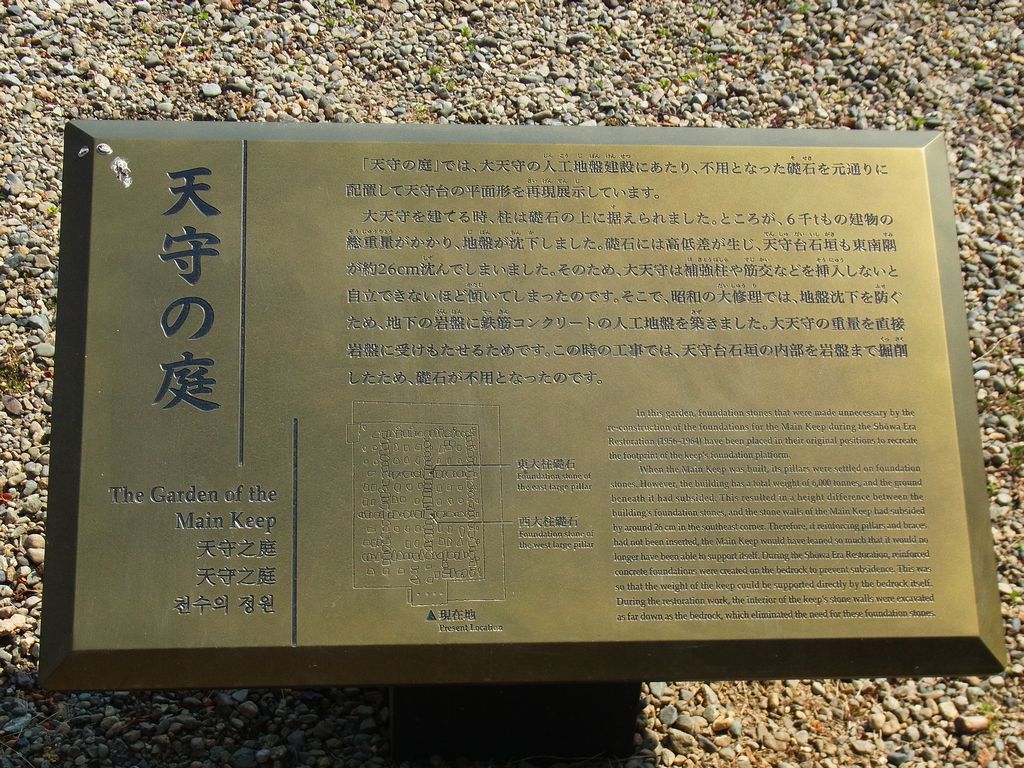 天守の庭
The Garden of the
Main Keep
天守之庭
天守之庭
천수의 정원
「天守の庭」では、大天守の人工地盤建設にあたり、不用となった礎石を元通りに
配置して天守台の平面形を再現展示しています。
大天守を建てる時、柱は礎石の上に据えられました。ところが、6千tもの建物の
総重量がかかり、地盤が沈下しました。礎石には高低差が生じ、天守台石垣も東南隅
が約26cm沈んでしまいました。そのため、大天守は補強柱や筋交などを挿入しないと
自立できないほど傾いてしまったのです。そこで、昭和の大修理では、地盤沈下を防ぐ
ため、地下の岩盤に鉄筋コンクリートの人工地盤を築きました。大天守の重量を直接
岩盤に受けもたせるためです。この時の工事では、天守台石垣の内部を岩盤まで掘削
したため、礎石が不用となったのです。
東大柱礎石
Foundation stone of
the east large pillar
西大柱礎石
Foundation stone of
the west large pillar
▲現在地
Present Location
In this garden, foundation stones that were made unnecessary by the
re-construction of the foundations for the Main Keep during the Shōwa Era
Restoration (1956-1964) have been placed in their original positions to recreate
the footprint of the keep's foundation platform.
When the Main Keep was built, its pillars were settled on foundation
stones. However, the building has a total weight of 6,000 tonnes, and the ground
beneath it had subsided. This resulted in a height difference between the
building's foundation stones, and the stone walls of the Main Keep had subsided
by around 26 cm in the southeast corner. Therefore, if reinforcing pillars and braces
had not been inserted, the Main Keep would have leaned so much that it would no
longer have been able to support itself. During the Shōwa Era Restoration, reinforced
concrete foundations were created on the bedrock to prevent subsidence. This was
so that the weight of the keep could be supported directly by the bedrock itself.
During the restoration work, the interior of the keep's stone walls were excavated
as far down as the bedrock, which eliminated the need for these foundation stones.